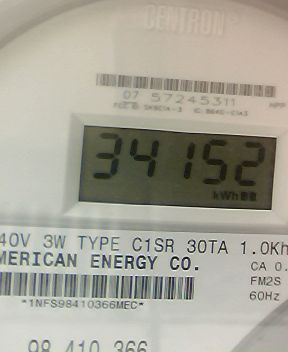 CENTRON®
07 57245311
APP
34152
kWh
40V 3W TYPE C1SR 30TA 1.0Kh
MERICAN ENERGY CO.
CA 0.
FM2S
60Hz
*1NFS98410366MEC*
98 410 366